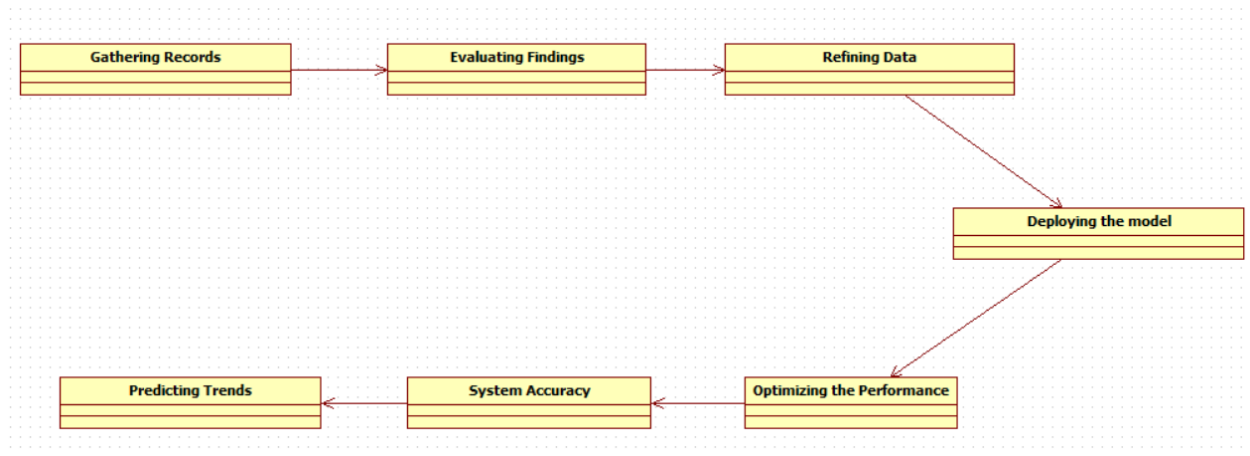 Gathering Records
Evaluating Findings
Refining Data
Deploying the model
Optimizing the Performance
System Accuracy
Predicting Trends